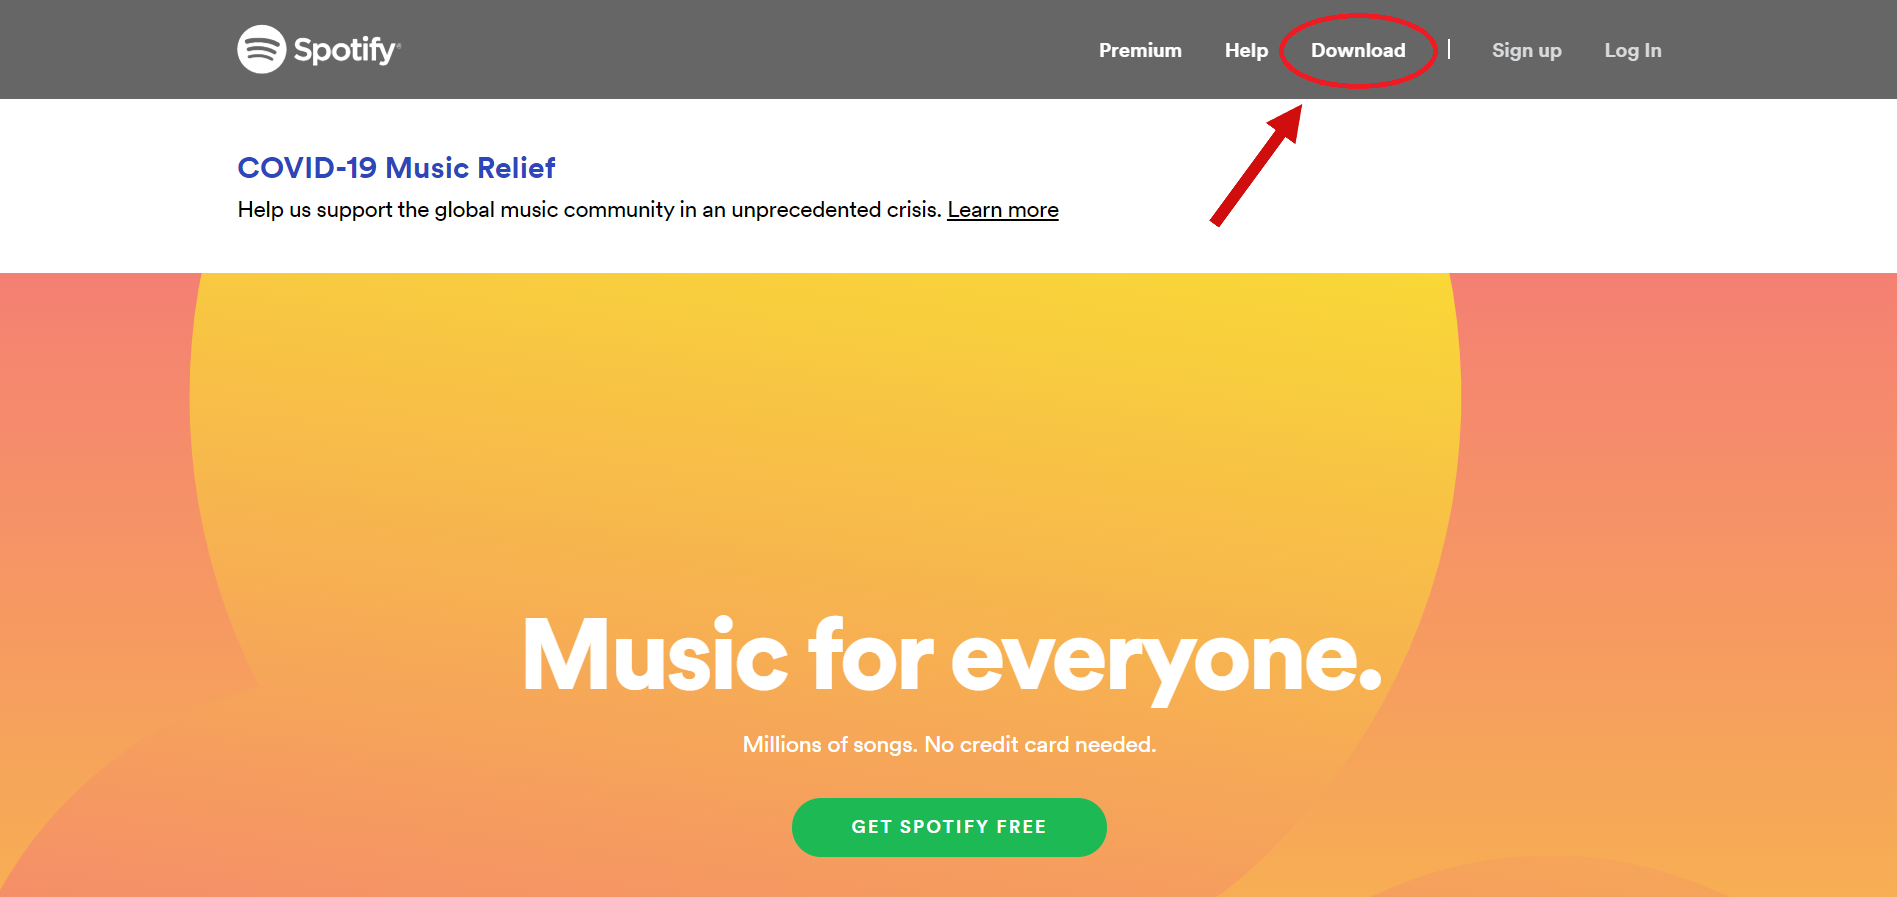 Spotify
Premium Help Download | Sign up Log In
COVID-19 Music Relief
Help us support the global music community in an unprecedented crisis. Learn more
Music for everyone.
Millions of songs. No credit card needed.
GET SPOTIFY FREE